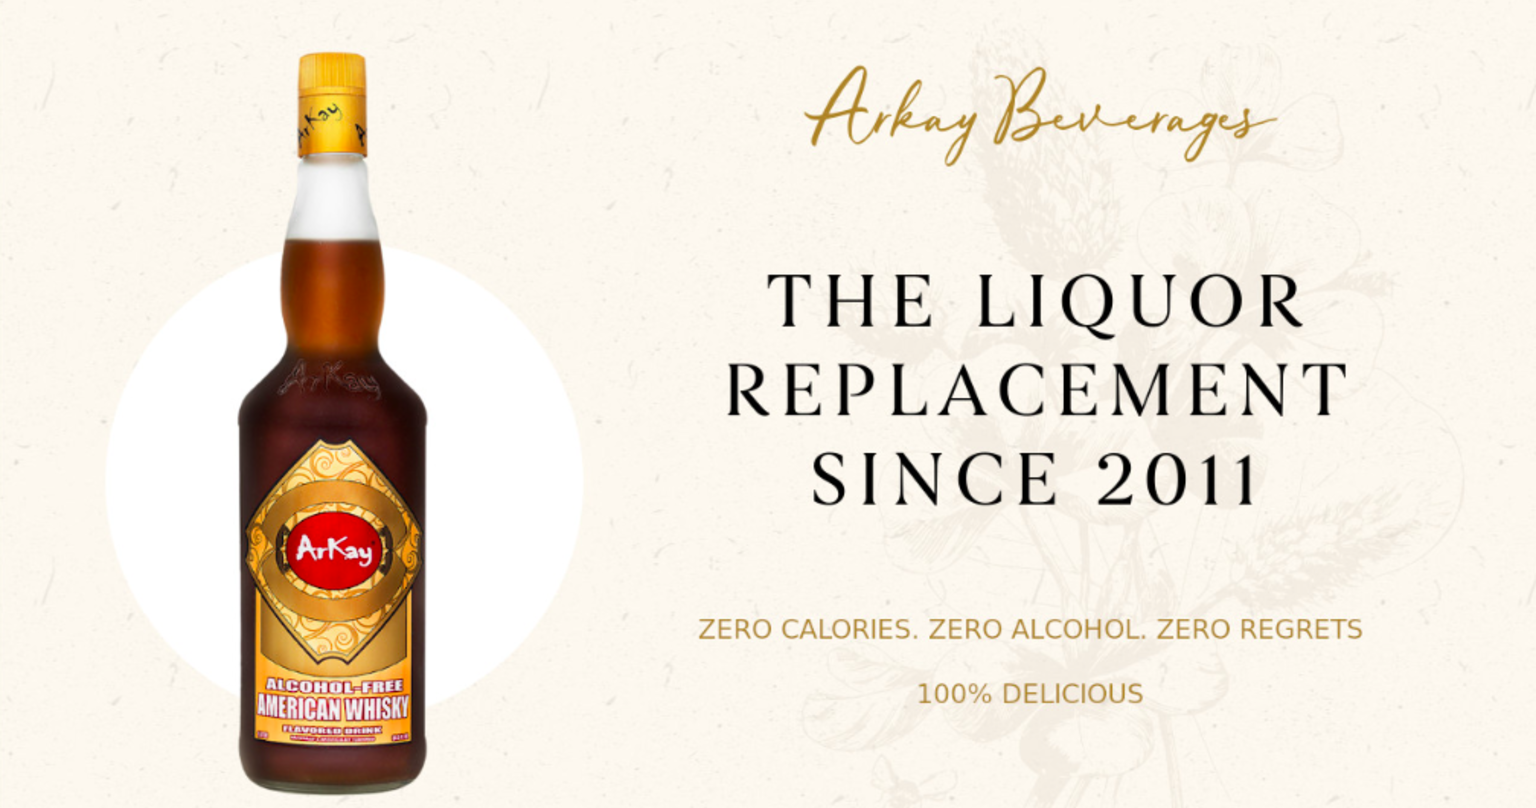 ArKay
Arkay Beverages
THE LIQUOR
REPLACEMENT
SINCE 2011
ArKay
ArKay
ZERO CALORIES. ZERO ALCOHOL. ZERO REGRETS
100% DELICIOUS
ALCOHOL-FREE
AMERICAN WHISKY
FLAVORED DRINK